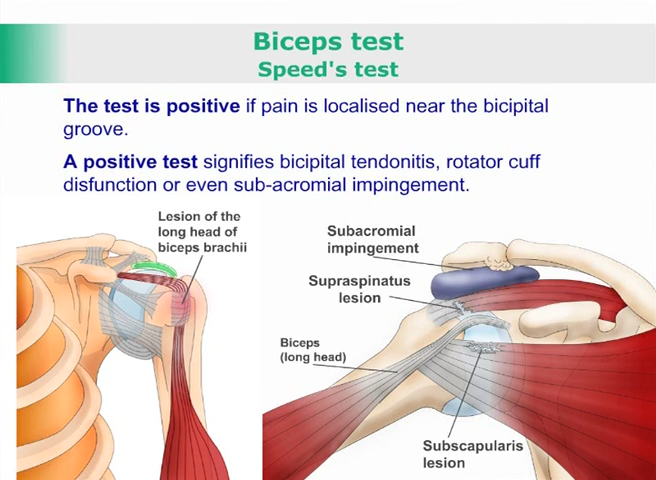 Biceps test
Speed's test
The test is positive if pain is localised near the bicipital
groove.
A positive test signifies bicipital tendonitis, rotator cuff
disfunction or even sub-acromial impingement.
Lesion of the
long head of
biceps brachii
Subacromial
impingement
Supraspinatus
lesion
Biceps
(long head)
Subscapularis
lesion